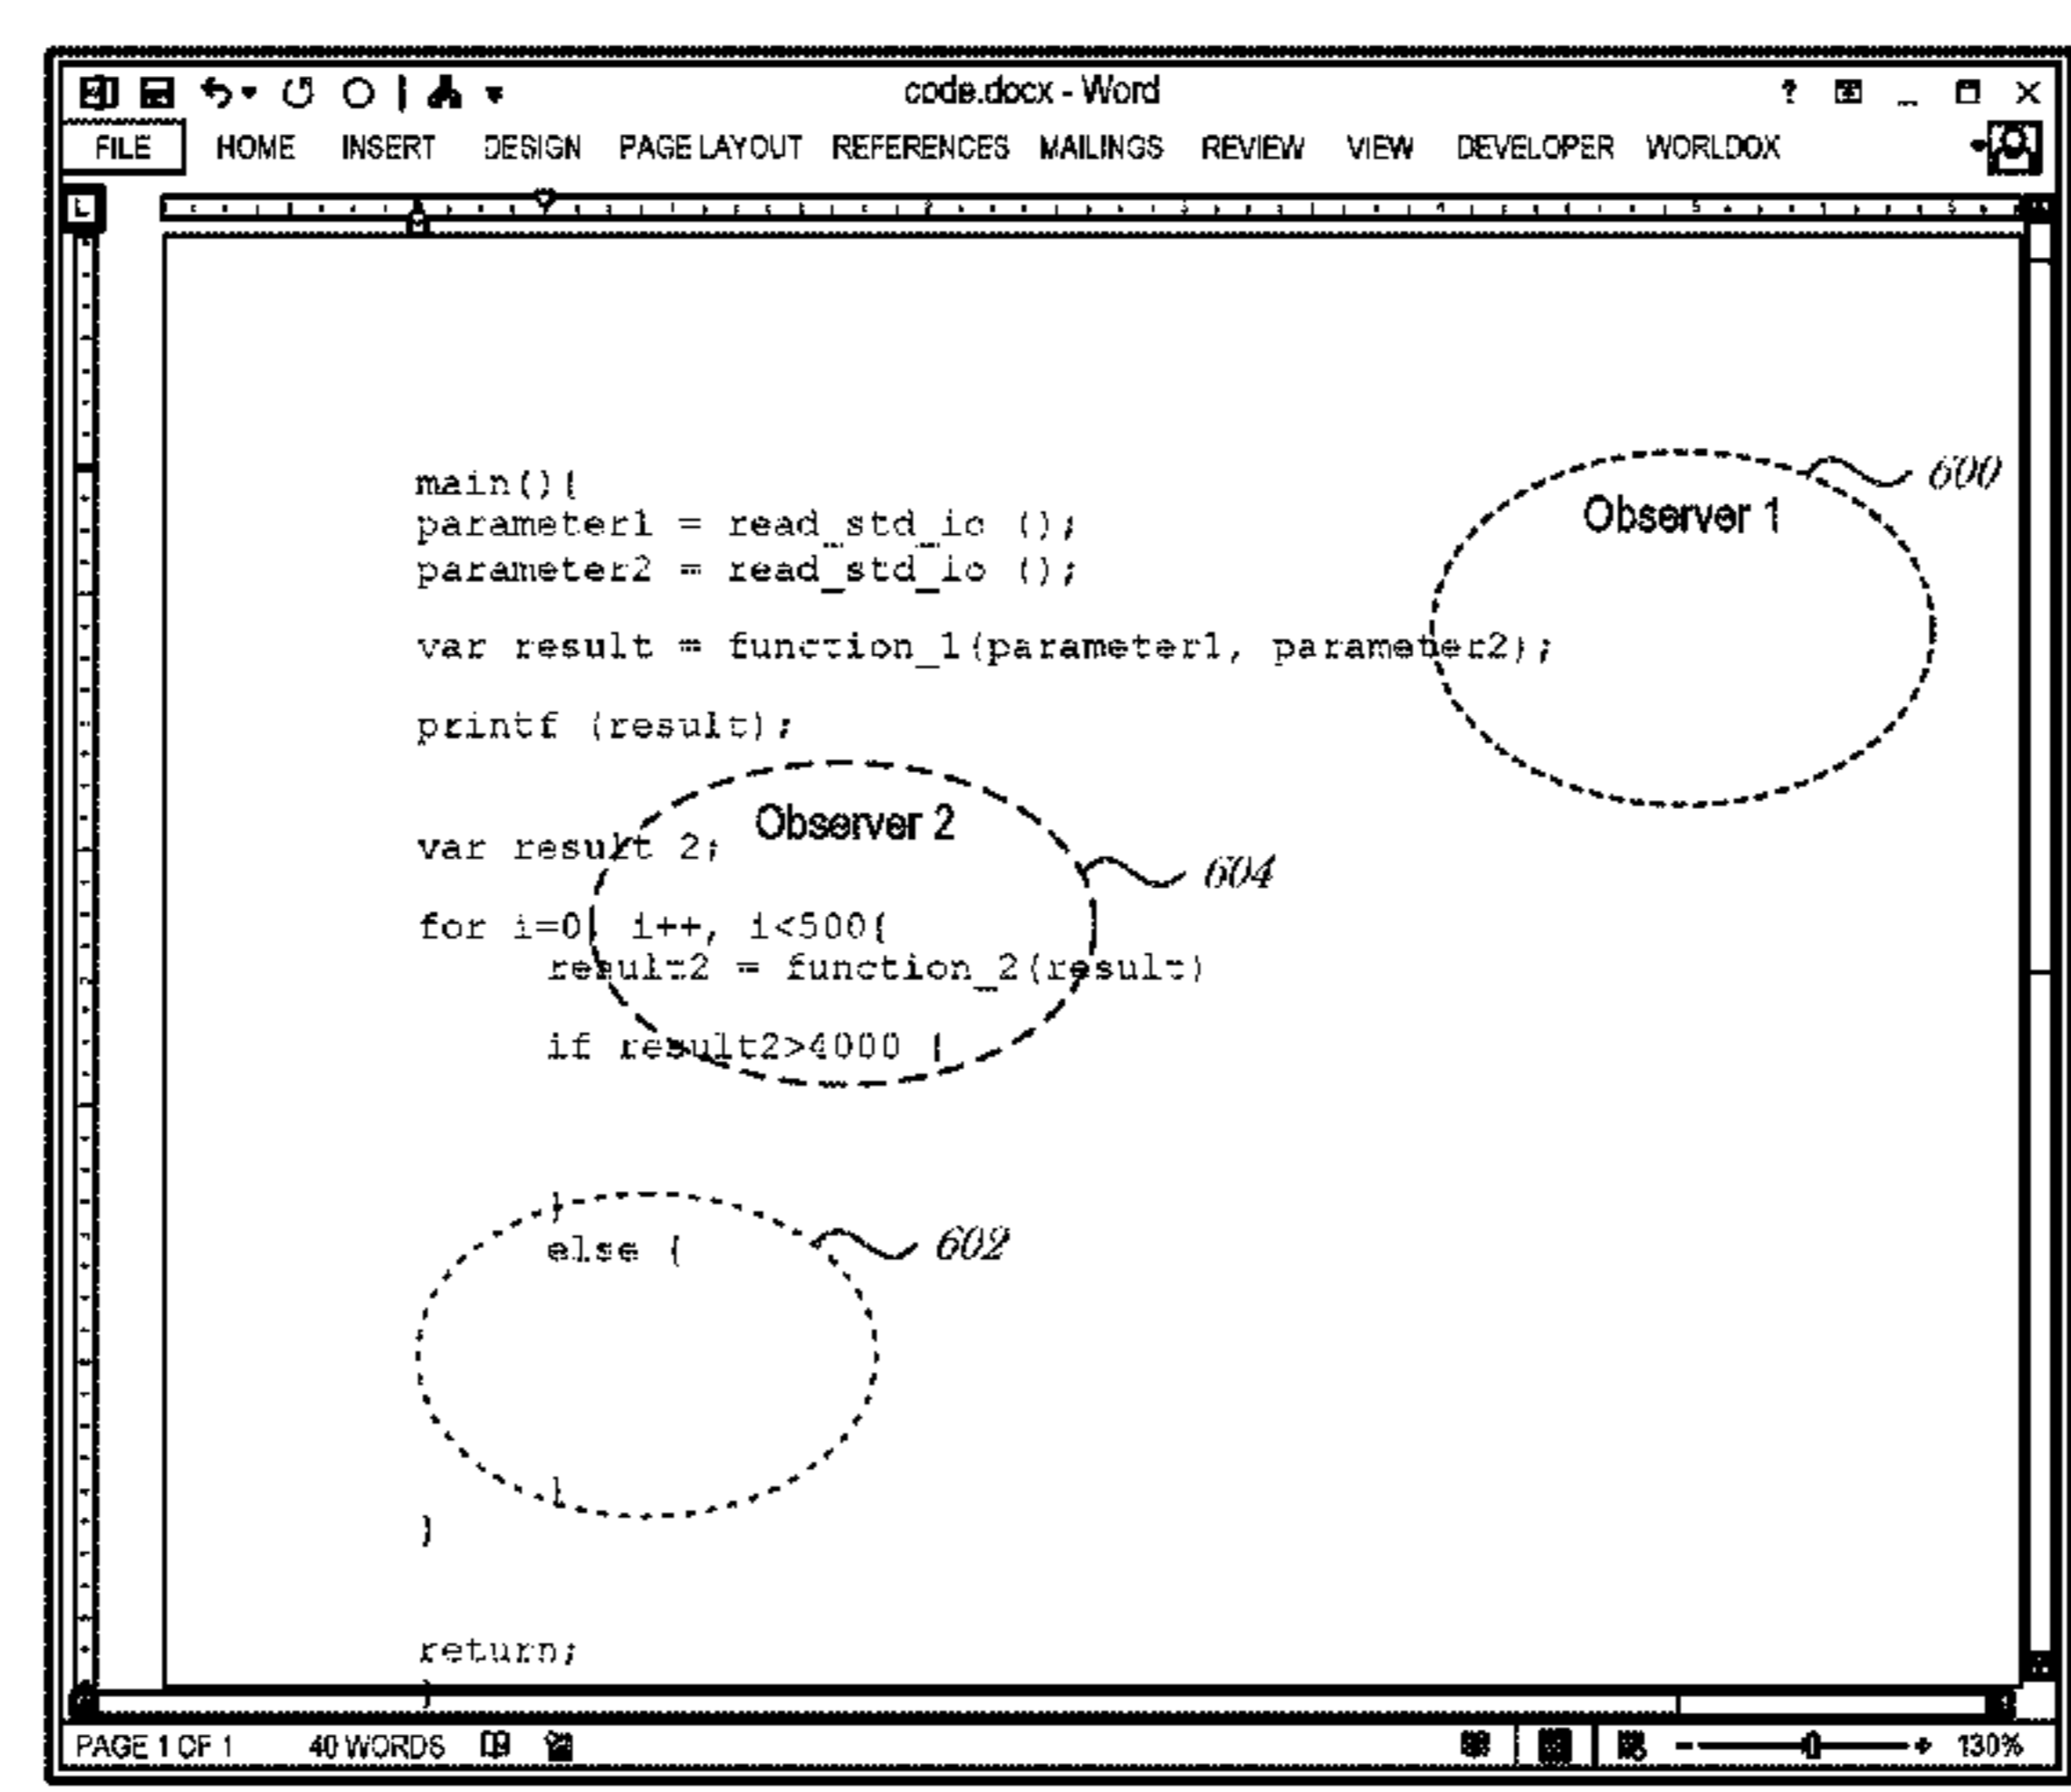 code.docx - Word
?
FILE HOME INSERT DESIGN PAGE LAYOUT REFERENCES MAILINGS REVIEW VIEW DEVELOPER WORLDOX
L
main(){
parameter1 = read_std_io ();
parameter2 = read_std_io ();
Observer 1
600
var result = function_1(parameter1, parameter2);
printf (result);
Observer 2
var result 2;
604
for i=0, i++, i<500{
result2 = function_2(result)
if result2>4000 {
}
else {
602
}
}
return;
}
PAGE 1 OF 1 40 WORDS - + 130%